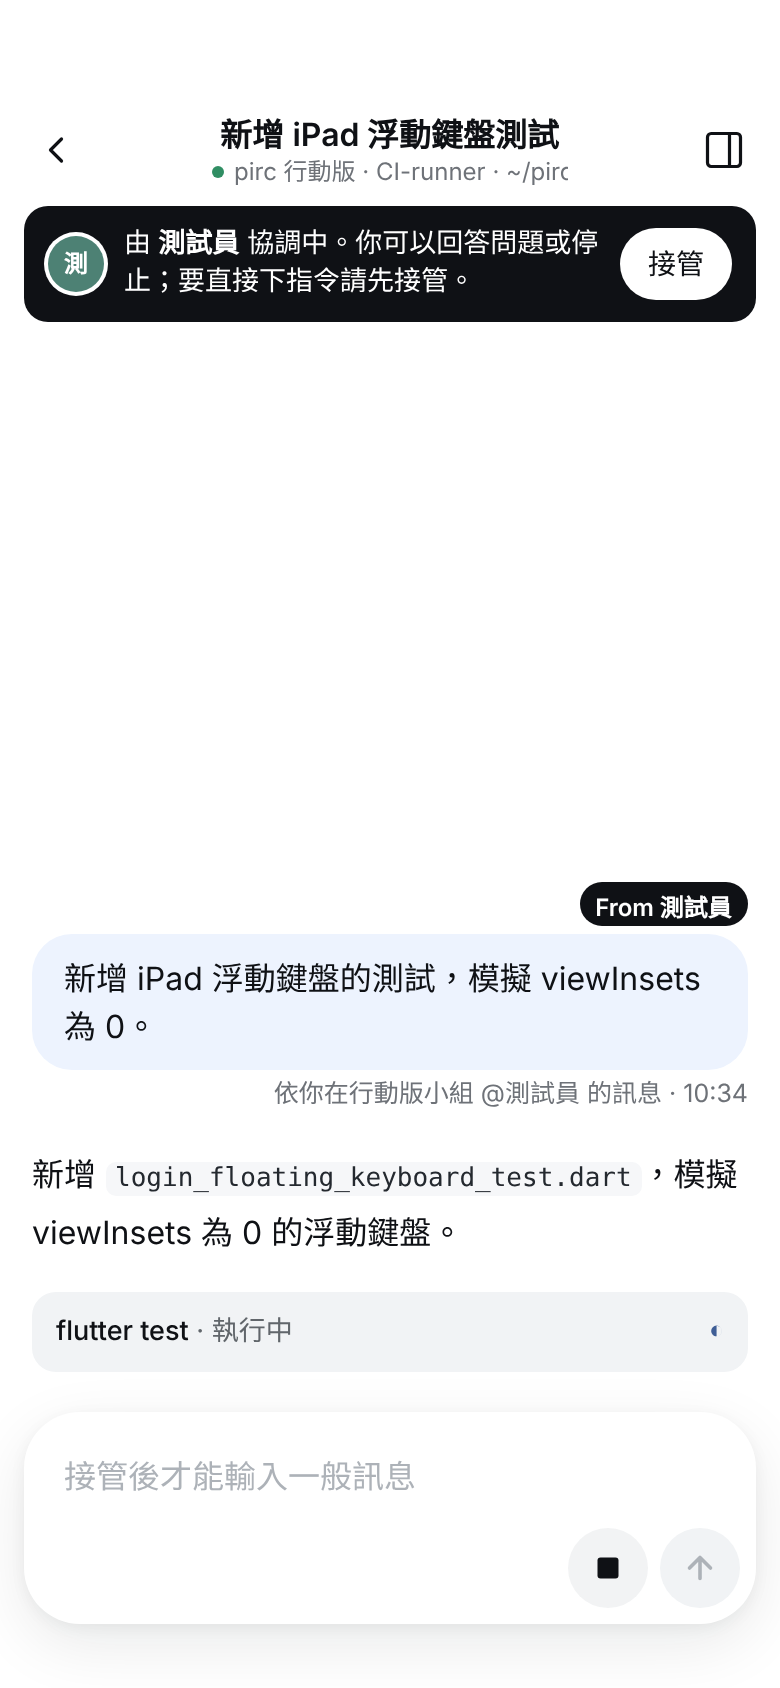 新增 iPad 浮動鍵盤測試
pirc 行動版 · CI-runner · ~/pirc
測
由 測試員 協調中。你可以回答問題或停
止；要直接下指令請先接管。
接管
From 測試員
新增 iPad 浮動鍵盤的測試，模擬 viewInsets
為 0。
依你在行動版小組 @測試員 的訊息 · 10:34
新增 login_floating_keyboard_test.dart，模擬
viewInsets 為 0 的浮動鍵盤。
flutter test · 執行中
接管後才能輸入一般訊息